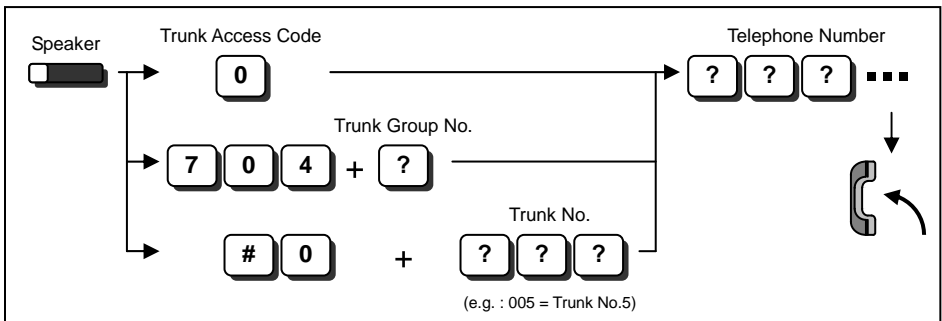 Speaker
Trunk Access Code
Telephone Number
0
? ? ?
Trunk Group No.
7 0 4 + ?
Trunk No.
# 0 + ? ? ?
(e.g. : 005 = Trunk No.5)